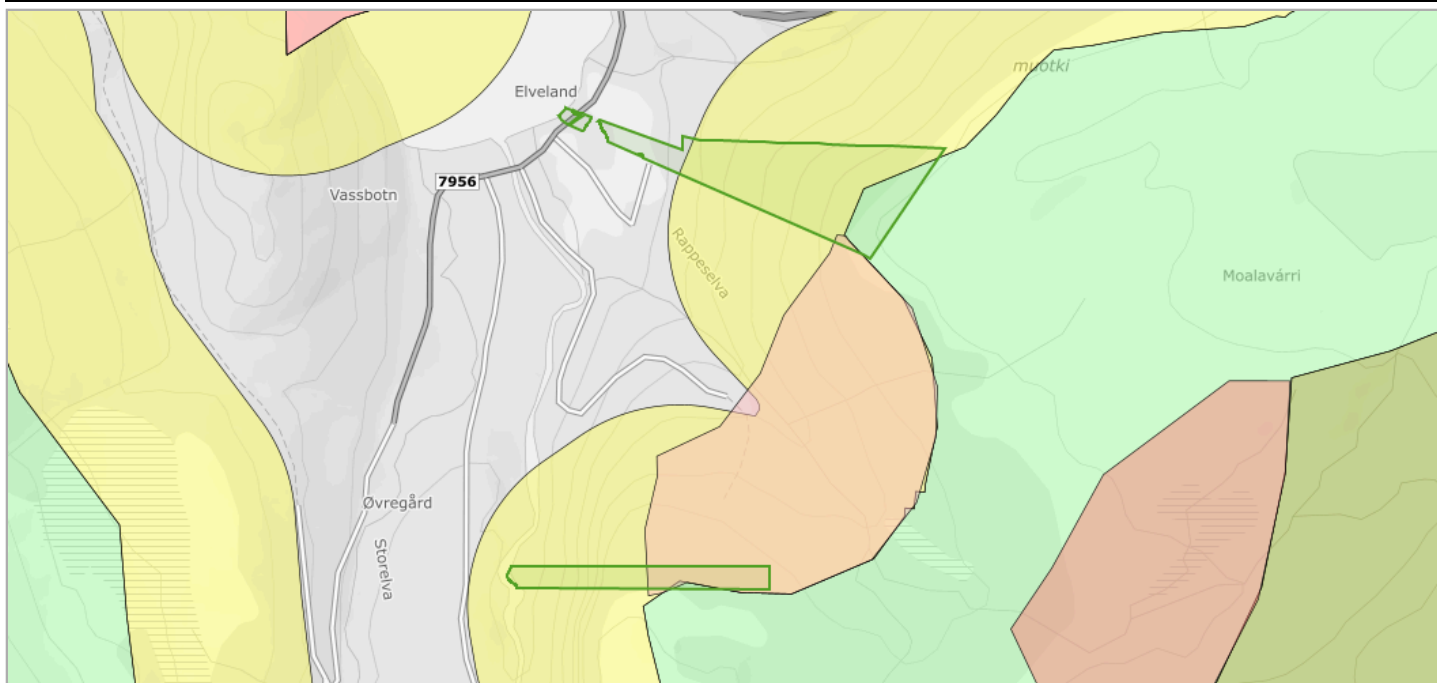 muotki
Elveland
7956
Vassbotn
Rappeselva
Moalavárri
Øvregård
Storelva